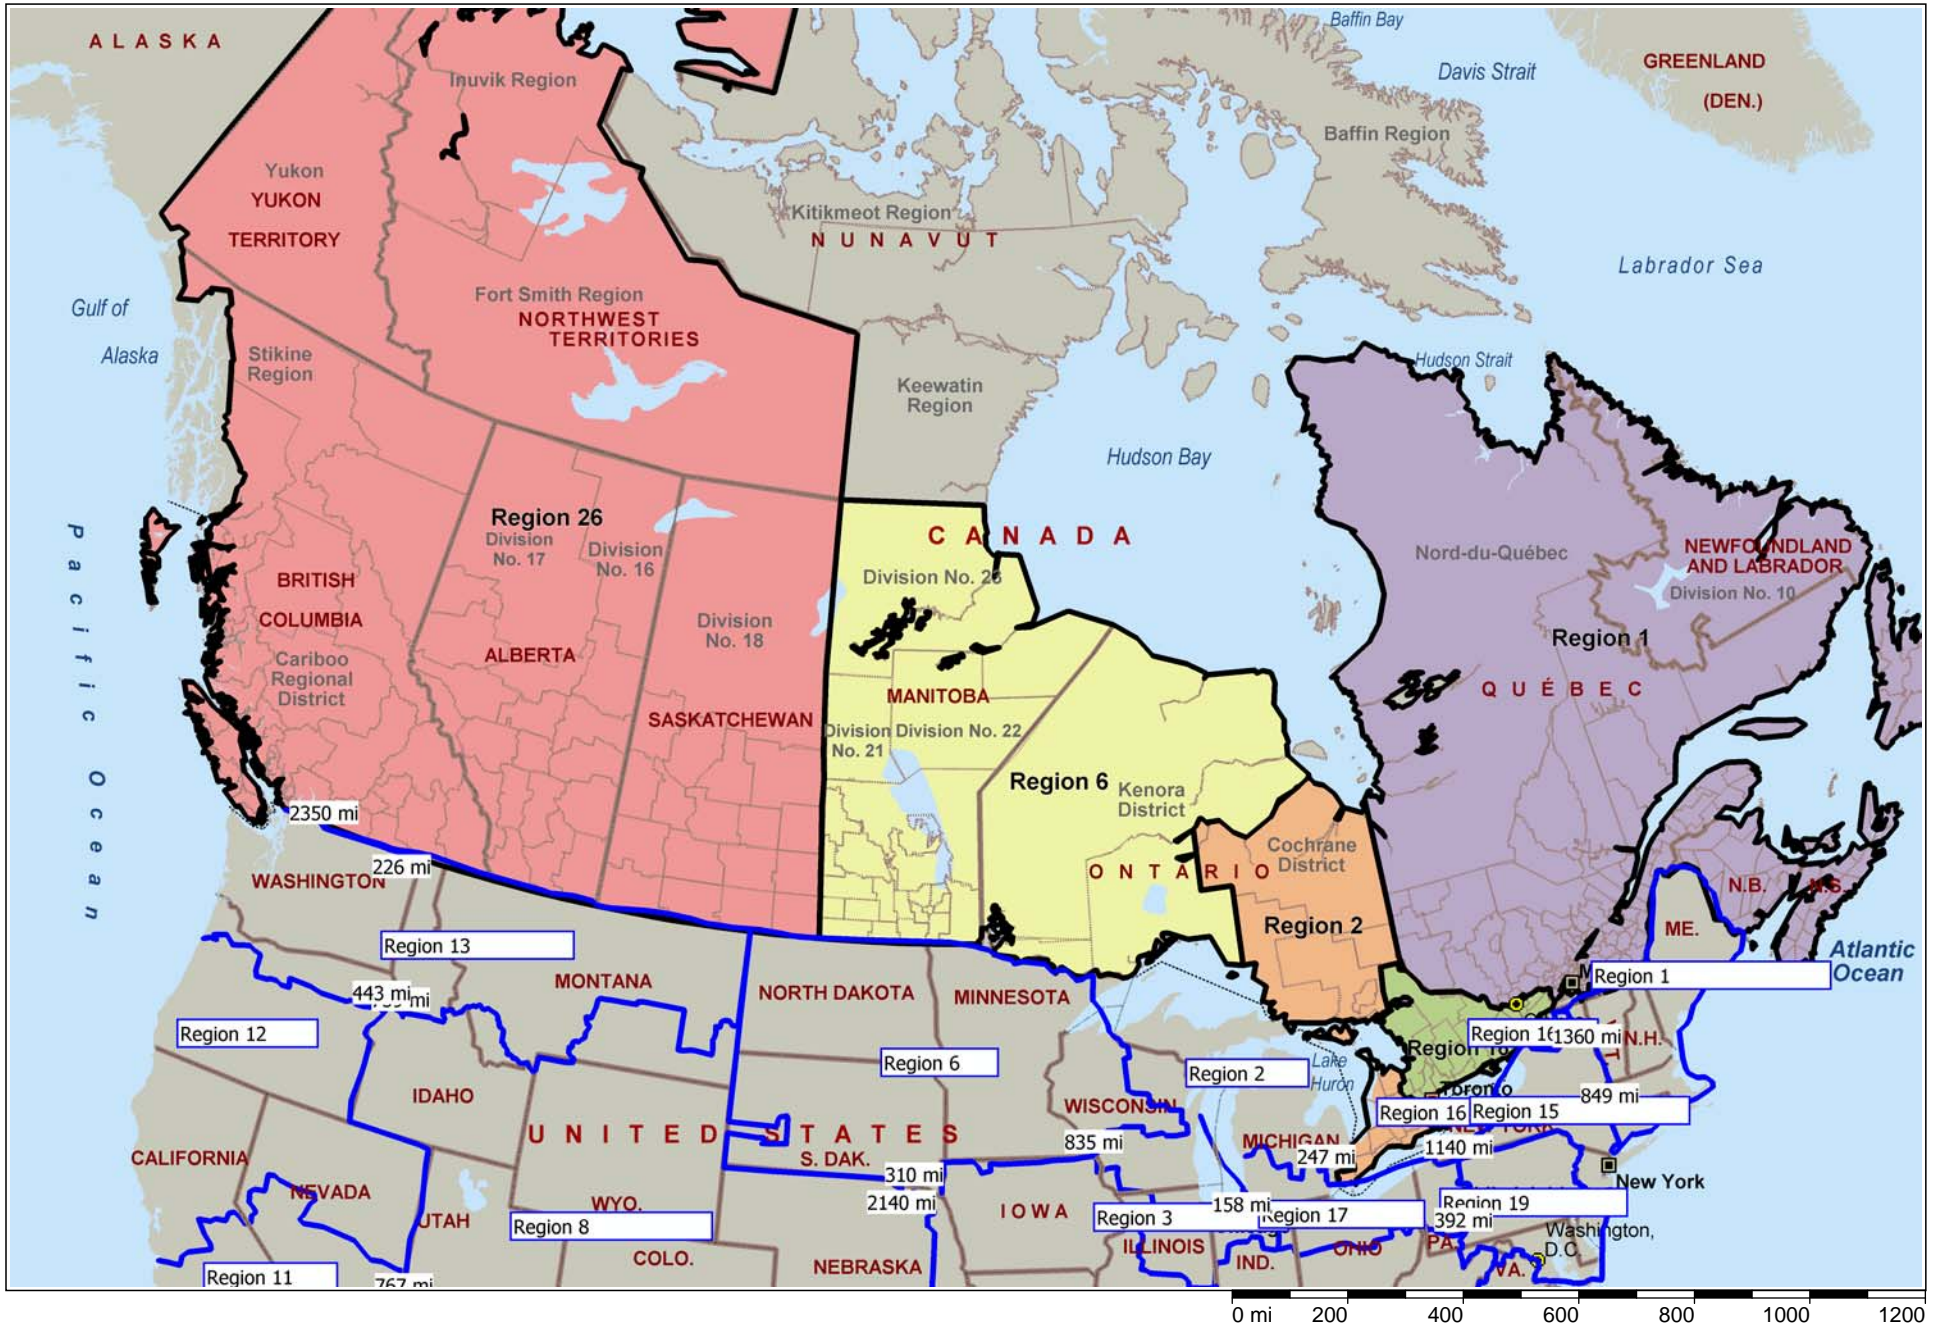 Baffin Bay
A L A S K A
GREENLAND
(DEN.)
Davis Strait
Inuvik Region
Baffin Region
Yukon
YUKON
TERRITORY
Kitikmeot Region
N U N A V U T
Labrador Sea
Fort Smith Region
NORTHWEST
TERRITORIES
Gulf of
Alaska
Stikine
Region
Hudson Strait
Keewatin
Region
Hudson Bay
Pacific Ocean
Region 26
Division
No. 17
Division
No. 16
C A N A D A
Nord-du-Québec
NEWFOUNDLAND
AND LABRADOR
Division No. 10
BRITISH
COLUMBIA
Division No. 23
Division
No. 18
Region 1
ALBERTA
Cariboo
Regional
District
MANITOBA
Q U É B E C
SASKATCHEWAN
Division
No. 21
Division No. 22
Region 6
Kenora
District
2350 mi
Cochrane
District
226 mi
WASHINGTON
O N T A R I O
N.B.
N.S.
Region 2
ME.
Region 13
Atlantic
Ocean
Region 1
MONTANA
NORTH DAKOTA
MINNESOTA
443 mi
mi
Region 12
Region 16
1360 mi
N.H.
Region 6
Region 16
Lake
Huron
Region 2
IDAHO
Toronto
849 mi
WISCONSIN
Region 16
Region 15
NEW YORK
U N I T E D S T A T E S
835 mi
MICHIGAN
1140 mi
CALIFORNIA
S. DAK.
247 mi
310 mi
New York
NEVADA
WYO.
2140 mi
158 mi
Region 19
UTAH
Region 8
IOWA
Region 3
Region 17
392 mi
Washington,
D.C.
COLO.
NEBRASKA
ILLINOIS
IND.
OHIO
PA.
VA.
Region 11
767 mi
0 mi 200 400 600 800 1000 1200